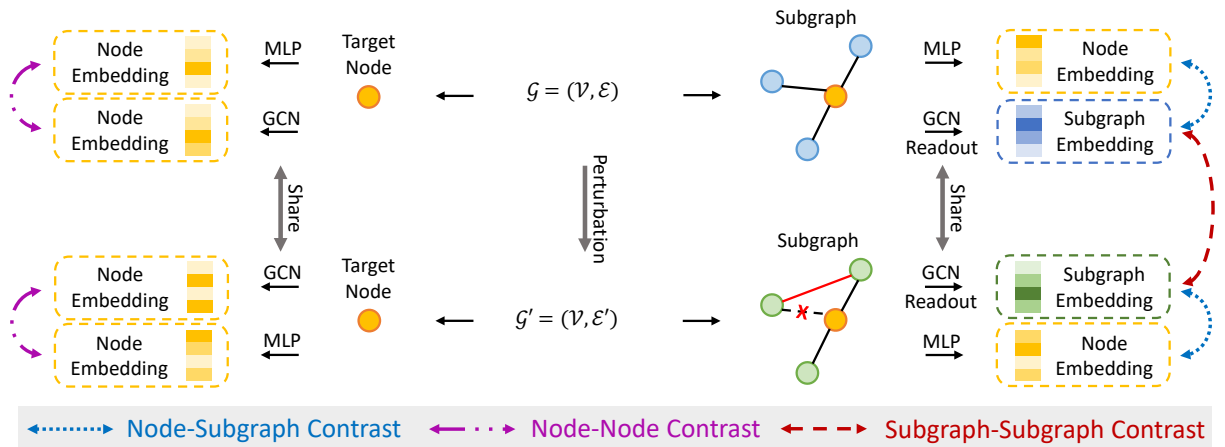 Node
Embedding
MLP
Target
Node
Node
Embedding
GCN
𝒢 = (𝒱, ℰ)
Subgraph
MLP
Node
Embedding
GCN
Readout
Subgraph
Embedding
Share
Perturbation
Share
Node
Embedding
GCN
Target
Node
Node
Embedding
MLP
𝒢′ = (𝒱, ℰ′)
Subgraph
GCN
Readout
Subgraph
Embedding
MLP
Node
Embedding
Node-Subgraph Contrast
Node-Node Contrast
Subgraph-Subgraph Contrast